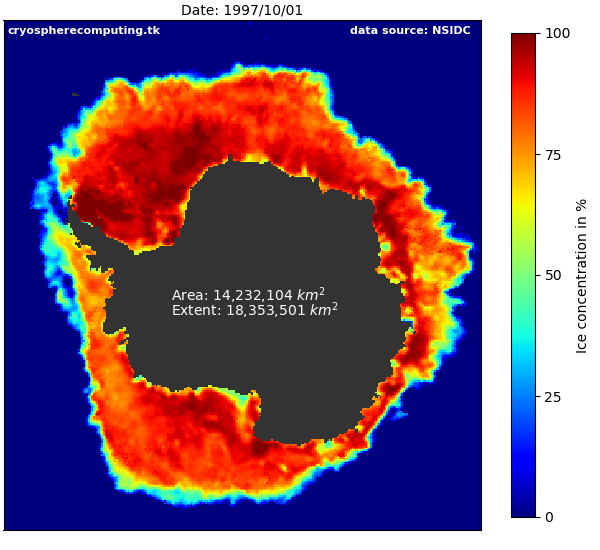 Date: 1997/10/01
cryospherecomputing.tk
data source: NSIDC
Area: 14,232,104 km²
Extent: 18,353,501 km²
100
75
50
25
0
Ice concentration in %